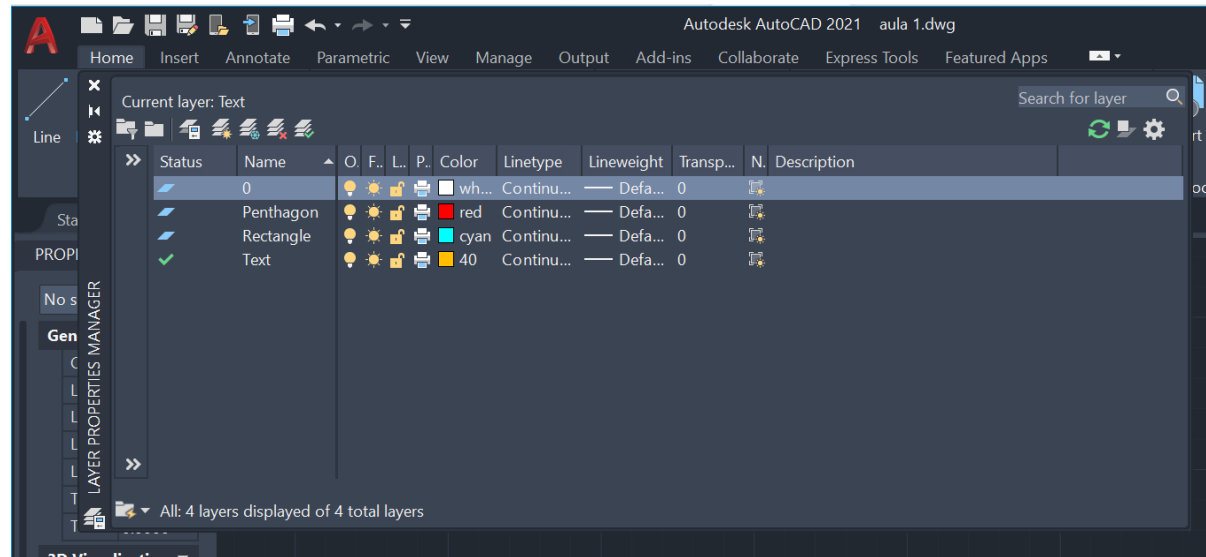 Autodesk AutoCAD 2021 aula 1.dwg
Home Insert Annotate Parametric View Manage Output Add-ins Collaborate Express Tools Featured Apps
Current layer: Text
Search for layer
Line
Status Name O. F.. L.. P.. Color Linetype Lineweight Transp... N. Description
0 wh... Continu... Defa... 0
Penthagon red Continu... Defa... 0
Rectangle cyan Continu... Defa... 0
Text 40 Continu... Defa... 0
Sta
PROPI
No s
Gen
C
L
L
L
L
T
T
LAYER PROPERTIES MANAGER
All: 4 layers displayed of 4 total layers